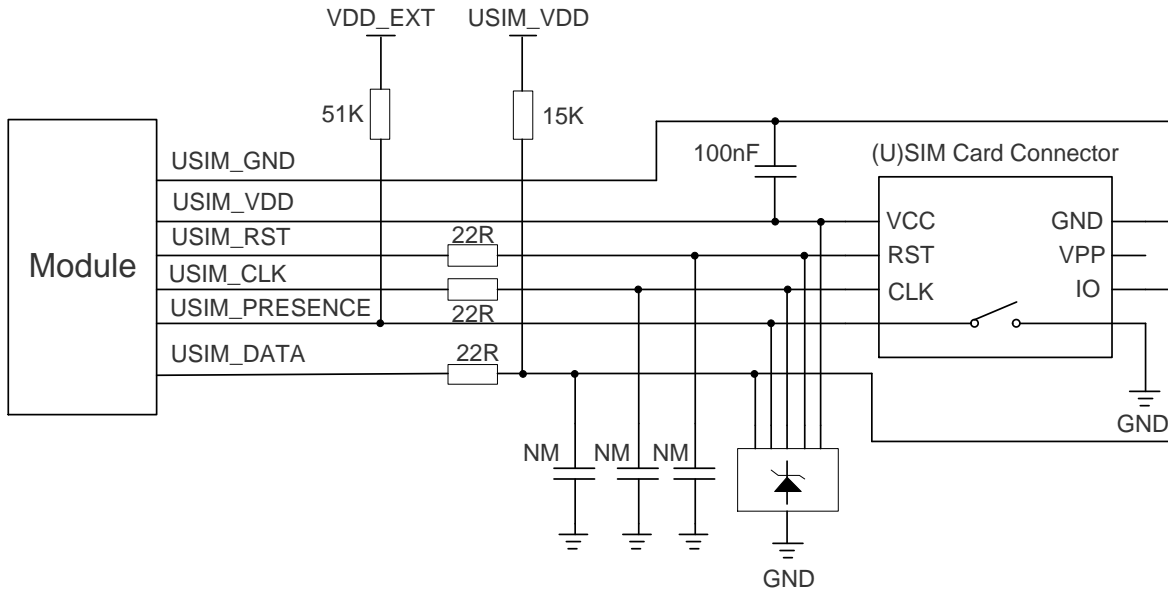 VDD_EXT USIM_VDD
51K 15K
100nF (U)SIM Card Connector
USIM_GND
USIM_VDD VCC GND
USIM_RST 22R RST VPP
Module USIM_CLK CLK IO
USIM_PRESENCE 22R
USIM_DATA 22R
GND
NM NM NM
GND